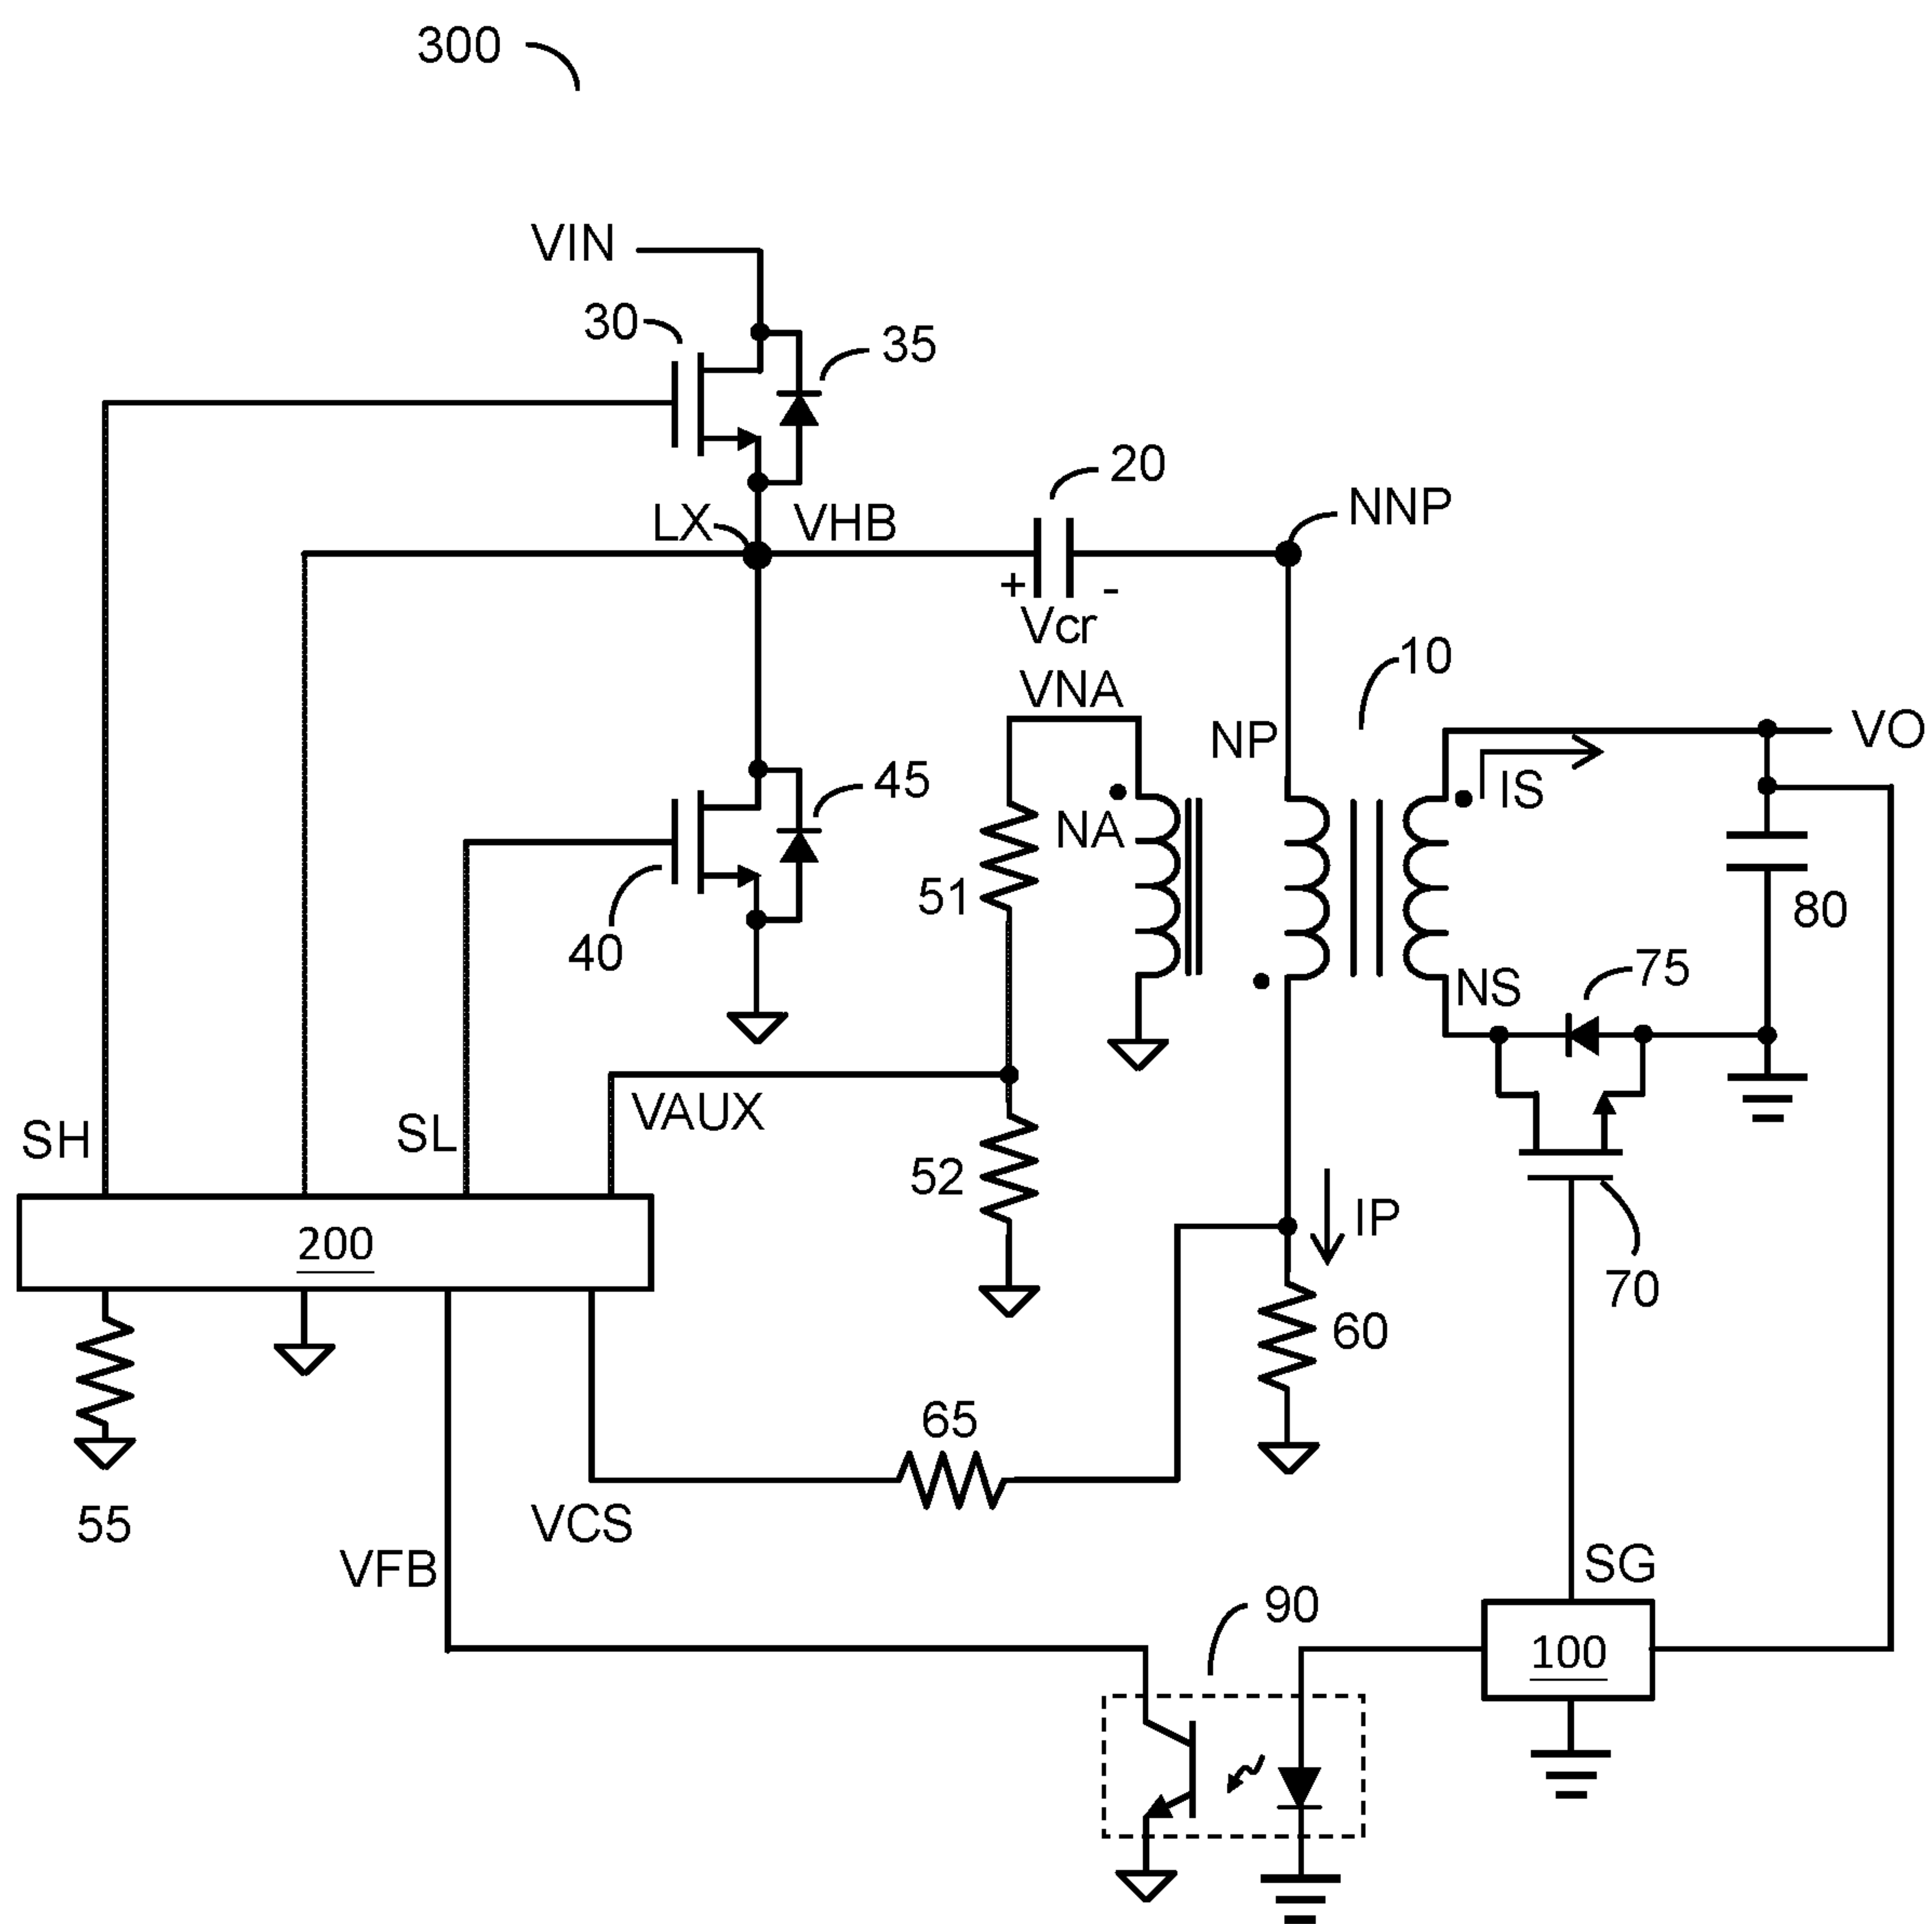 300
VIN
30
35
20
LX
VHB
NNP
+
-
Vcr
10
VNA
NP
VO
45
IS
NA
51
80
40
75
NS
SH
SL
VAUX
52
IP
200
70
60
65
55
VCS
VFB
SG
90
100